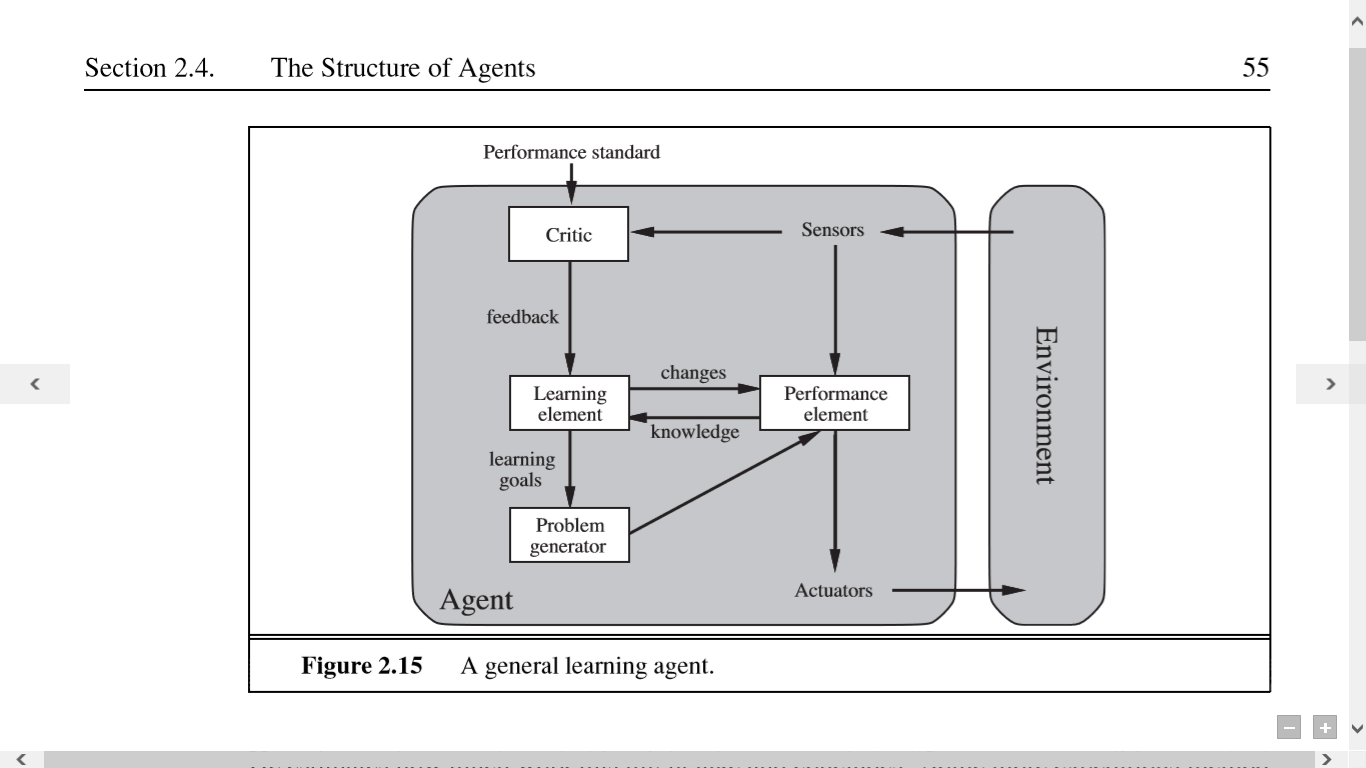 Section 2.4. The Structure of Agents 55
Performance standard
Critic
Sensors
feedback
changes
Learning
element
Performance
element
knowledge
learning
goals
Problem
generator
Agent
Actuators
Environment
Figure 2.15 A general learning agent.